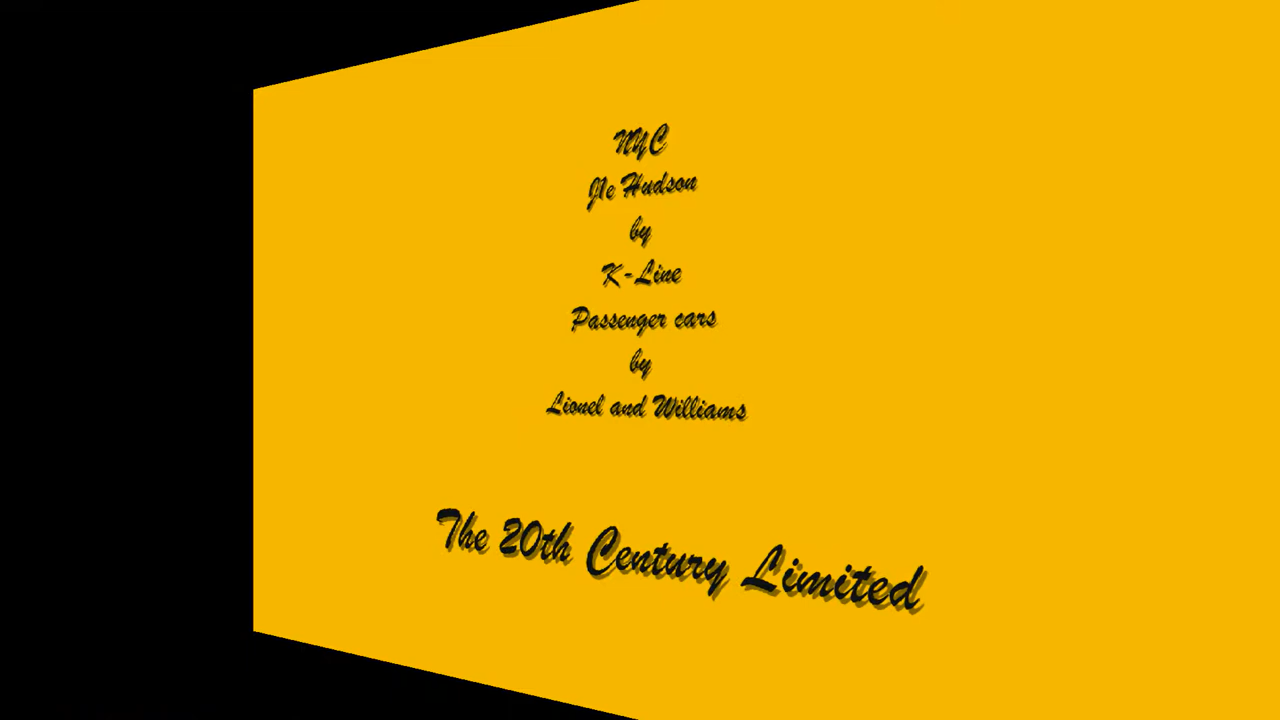 NYC
J1e Hudson
by
K-Line
Passenger cars
by
Lionel and Williams
The 20th Century Limited